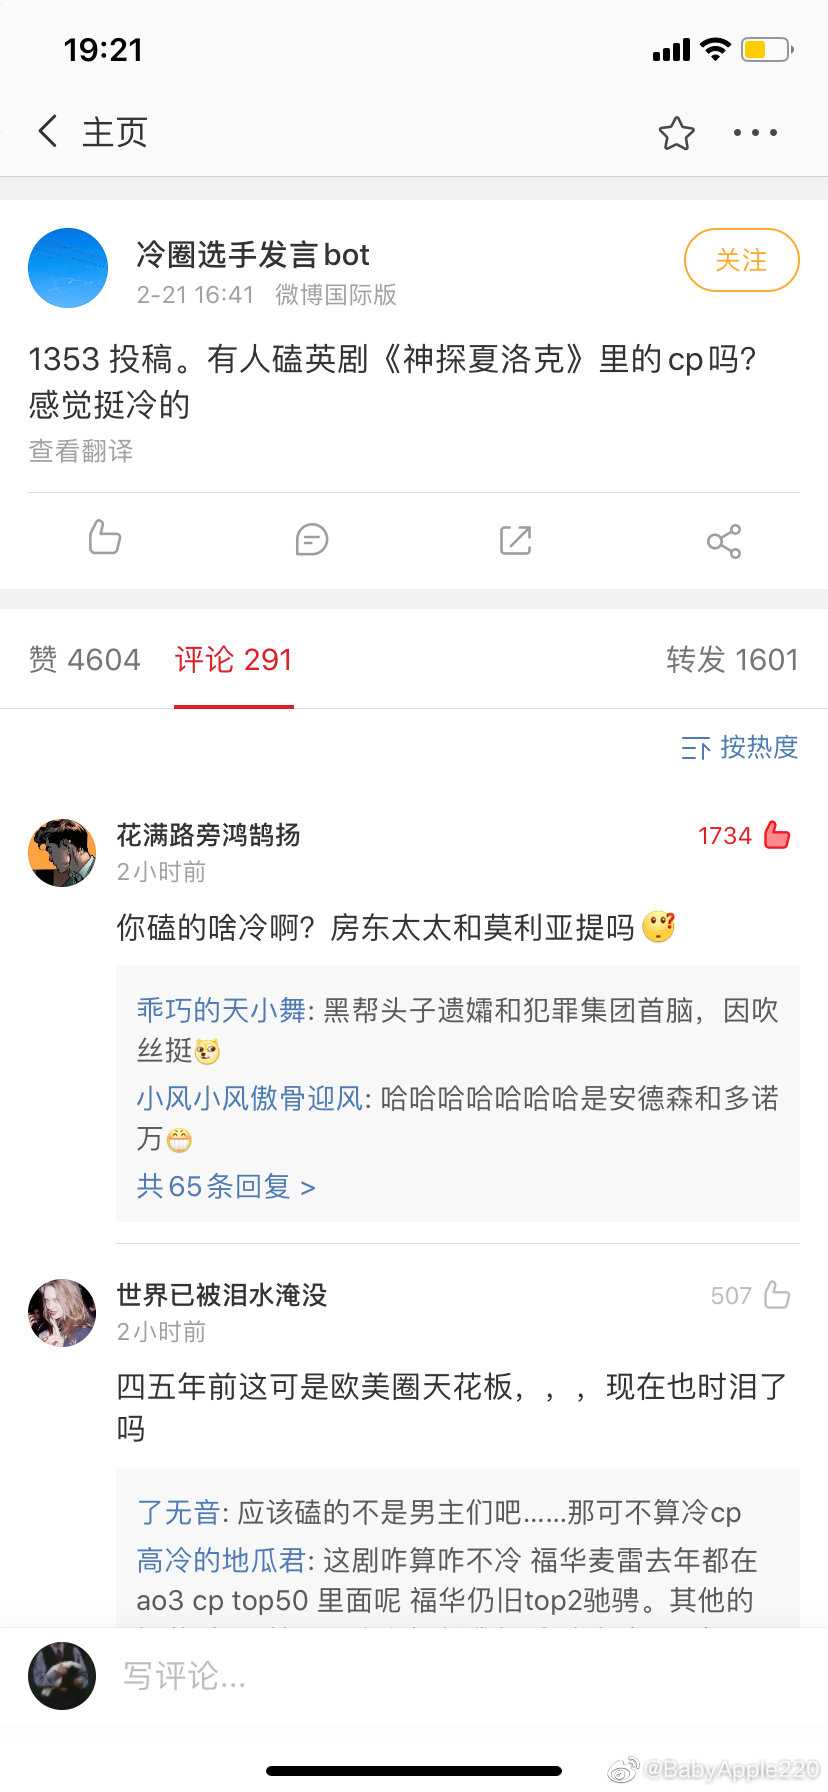 19:21
主页
冷圈选手发言bot
2-21 16:41 微博国际版
关注
1353 投稿。有人磕英剧《神探夏洛克》里的cp吗?
感觉挺冷的
查看翻译
赞 4604 评论 291 转发 1601
按热度
花满路旁鸿鹄扬
1734
2小时前
你磕的啥冷啊？房东太太和莫利亚提吗
乖巧的天小舞: 黑帮头子遗孀和犯罪集团首脑，因吹
丝挺
小风小风傲骨迎风: 哈哈哈哈哈哈哈是安德森和多诺
万
共65条回复 >
世界已被泪水淹没
507
2小时前
四五年前这可是欧美圈天花板，，，现在也时泪了
吗
了无音: 应该磕的不是男主们吧......那可不算冷cp
高冷的地瓜君: 这剧咋算咋不冷 福华麦雷去年都在
ao3 cp top50 里面呢 福华仍旧top2驰骋。其他的
写评论...
@BabyApple220